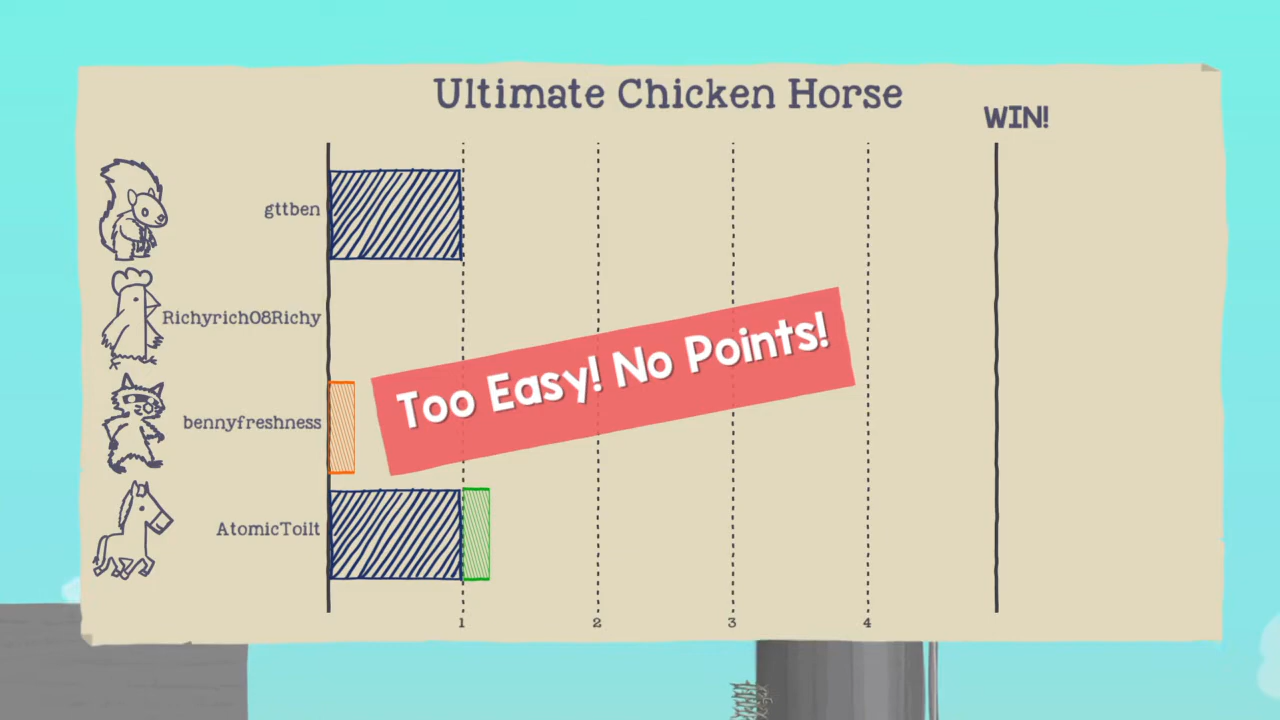 Ultimate Chicken Horse
WIN!
gttben
Richyrich08Richy
Too Easy! No Points!
bennyfreshness
AtomicToilt
1 2 3 4